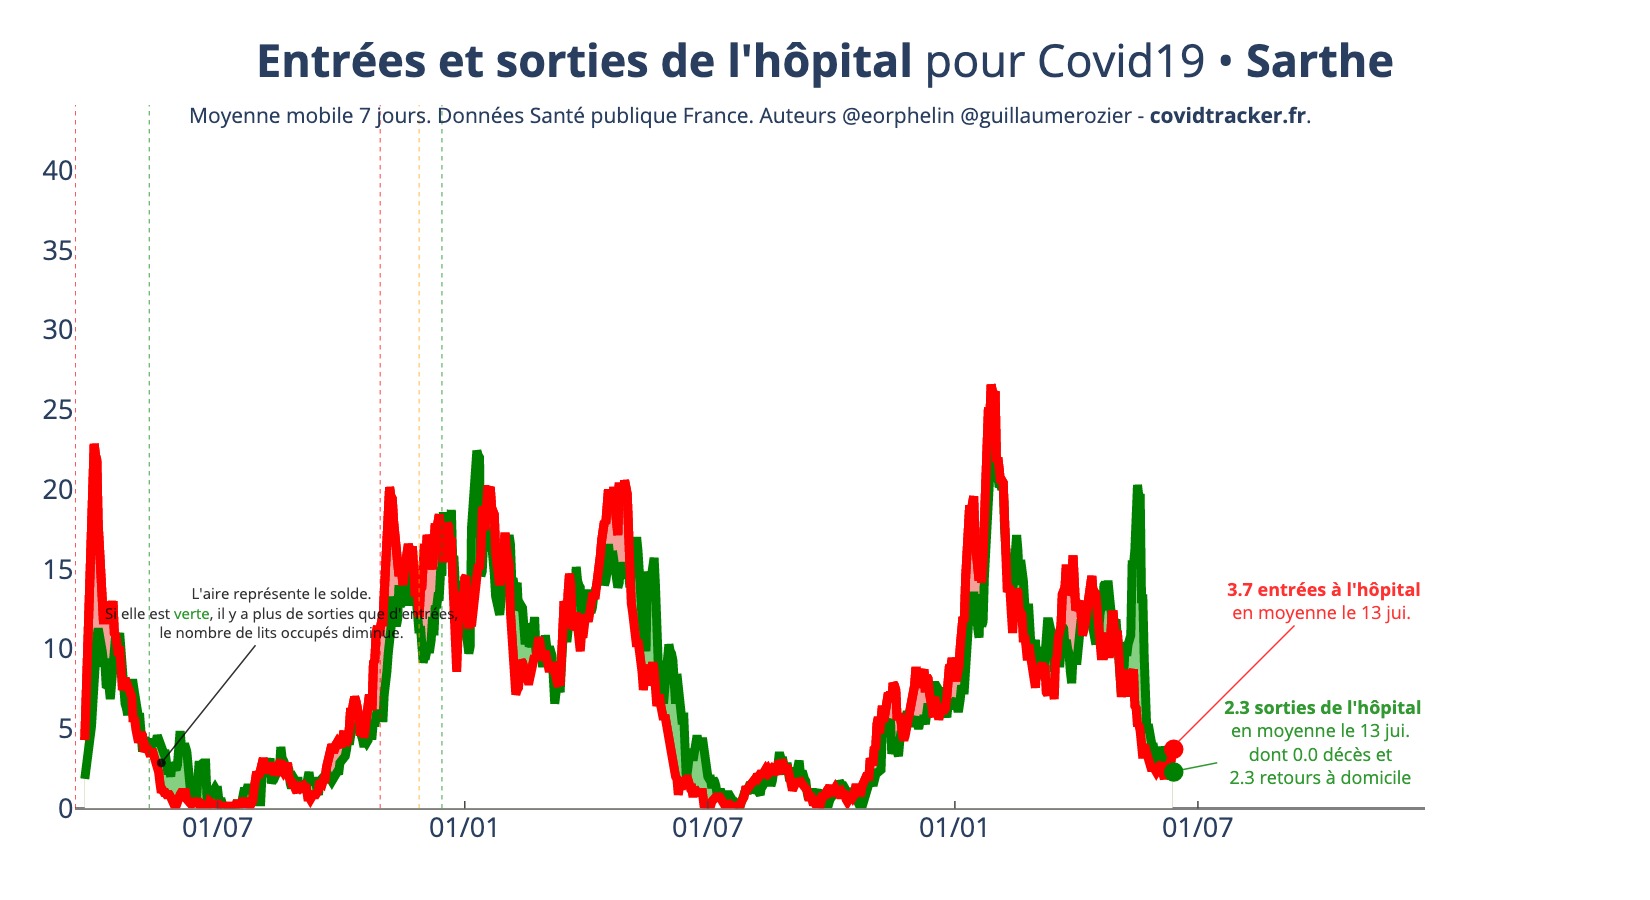 Entrées et sorties de l'hôpital pour Covid19 • Sarthe
Moyenne mobile 7 jours. Données Santé publique France. Auteurs @eorphelin @guillaumerozier - covidtracker.fr.
40
35
30
25
20
15
10
5
0
L'aire représente le solde.
Si elle est verte, il y a plus de sorties que d'entrées,
le nombre de lits occupés diminue.
3.7 entrées à l'hôpital
en moyenne le 13 jui.
2.3 sorties de l'hôpital
en moyenne le 13 jui.
dont 0.0 décès et
2.3 retours à domicile
01/07
01/01
01/07
01/01
01/07